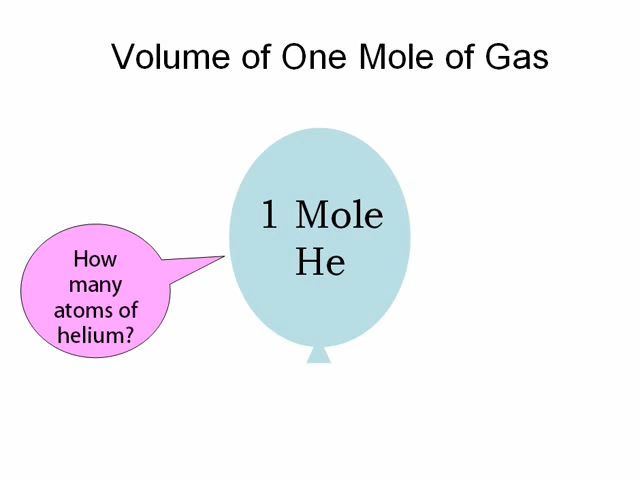 Volume of One Mole of Gas
1 Mole
He
How
many
atoms of
helium?